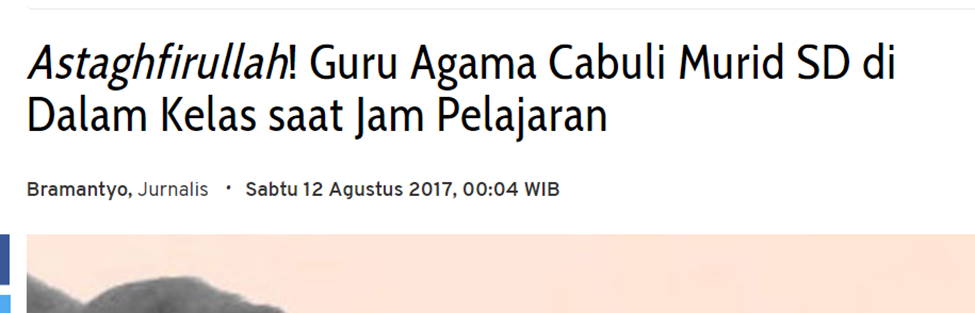 Astaghfirullah! Guru Agama Cabuli Murid SD di
Dalam Kelas saat Jam Pelajaran
Bramantyo, Jurnalis • Sabtu 12 Agustus 2017, 00:04 WIB